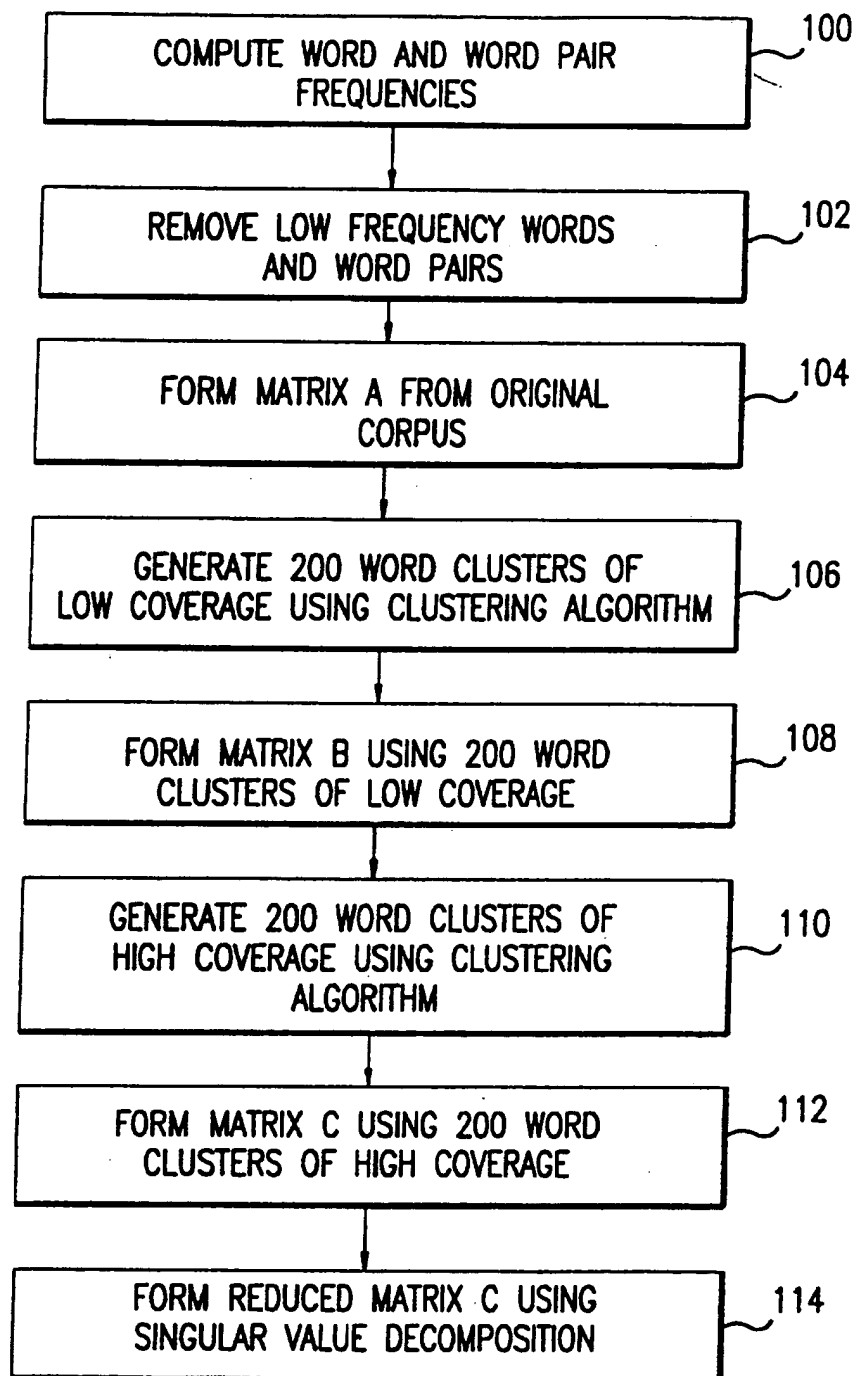 COMPUTE WORD AND WORD PAIR
FREQUENCIES
100
REMOVE LOW FREQUENCY WORDS
AND WORD PAIRS
102
FORM MATRIX A FROM ORIGINAL
CORPUS
104
GENERATE 200 WORD CLUSTERS OF
LOW COVERAGE USING CLUSTERING ALGORITHM
106
FORM MATRIX B USING 200 WORD
CLUSTERS OF LOW COVERAGE
108
GENERATE 200 WORD CLUSTERS OF
HIGH COVERAGE USING CLUSTERING
ALGORITHM
110
FORM MATRIX C USING 200 WORD
CLUSTERS OF HIGH COVERAGE
112
FORM REDUCED MATRIX C USING
SINGULAR VALUE DECOMPOSITION
114